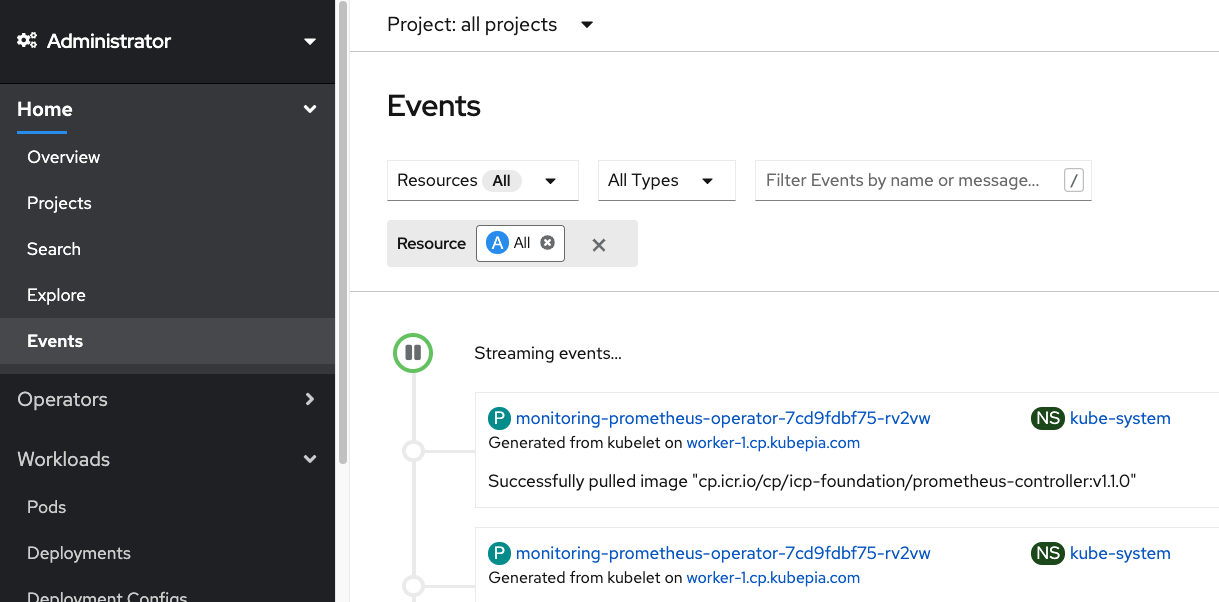 Administrator
Home
Overview
Projects
Search
Explore
Events
Operators
Workloads
Pods
Deployments
Deployment Configs
Project: all projects
Events
Resources All
All Types
Filter Events by name or message...
/
Resource A All
Streaming events...
P monitoring-prometheus-operator-7cd9fdbf75-rv2vw NS kube-system
Generated from kubelet on worker-1.cp.kubepia.com
Successfully pulled image "cp.icr.io/cp/icp-foundation/prometheus-controller:v1.1.0"
P monitoring-prometheus-operator-7cd9fdbf75-rv2vw NS kube-system
Generated from kubelet on worker-1.cp.kubepia.com